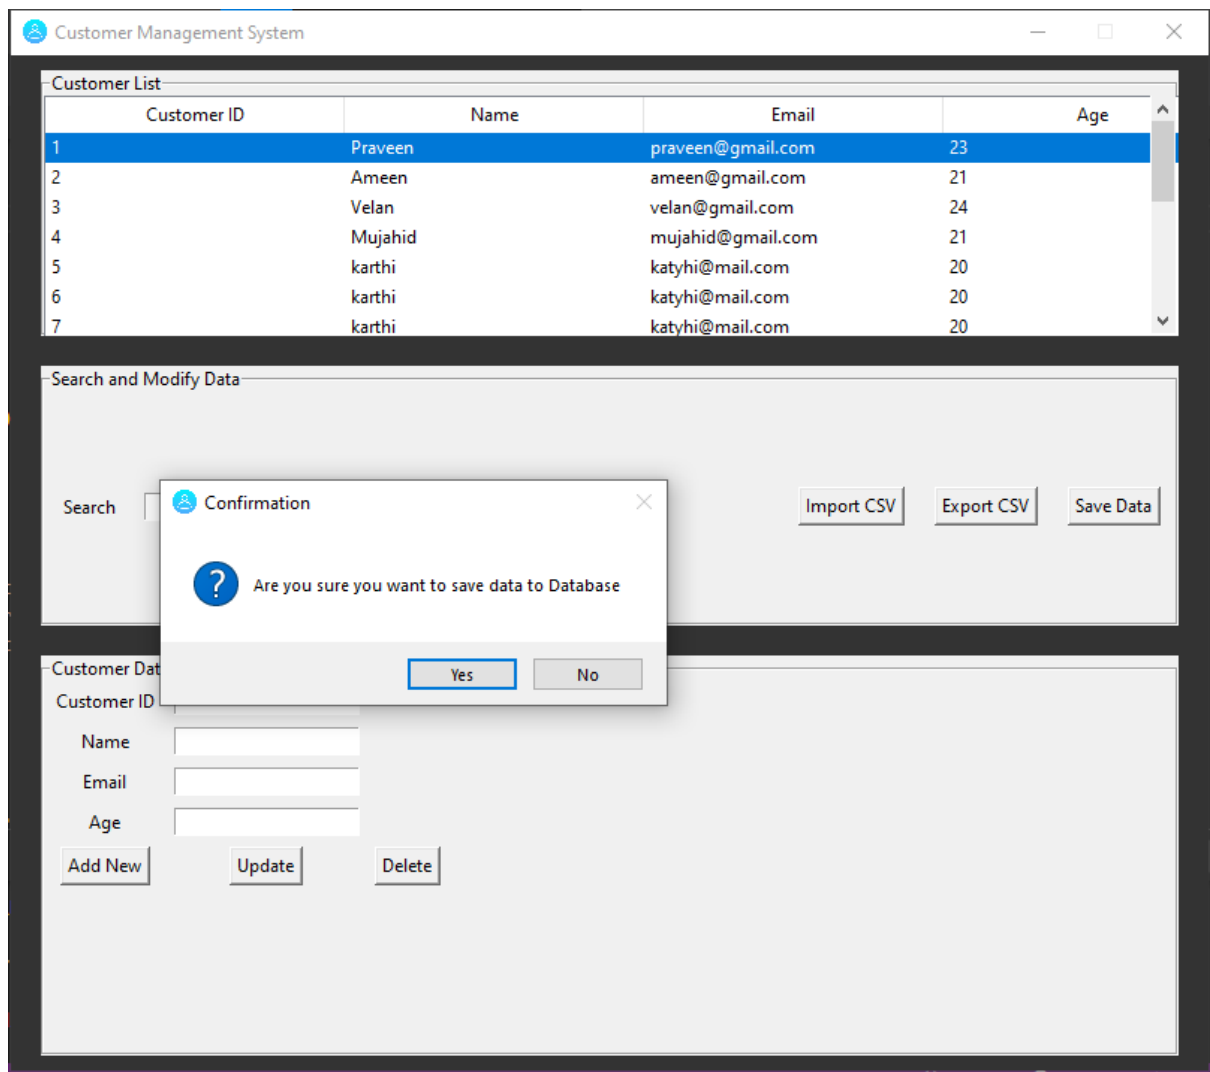 Customer Management System
Customer List
Customer ID Name Email Age
1 Praveen praveen@gmail.com 23
2 Ameen ameen@gmail.com 21
3 Velan velan@gmail.com 24
4 Mujahid mujahid@gmail.com 21
5 karthi katyhi@mail.com 20
6 karthi katyhi@mail.com 20
7 karthi katyhi@mail.com 20
Search and Modify Data
Search Import CSV Export CSV Save Data
Confirmation
? Are you sure you want to save data to Database
Yes No
Customer Dat
Customer ID
Name
Email
Age
Add New Update Delete